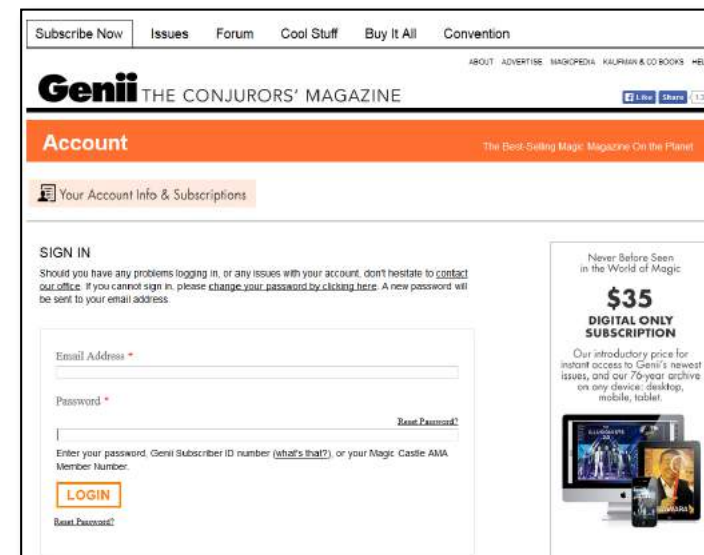 Subscribe Now Issues Forum Cool Stuff Buy It All Convention
ABOUT ADVERTISE MAGICPEDIA KAUFMAN & CO BOOKS
Genii THE CONJURORS' MAGAZINE
Like Share
Account
The Best-Selling Magic Magazine On the Planet
Your Account Info & Subscriptions
SIGN IN
Should you have any problems logging in, or any issues with your account, don't hesitate to contact
our office. If you cannot sign in, please change your password by clicking here. A new password will
be sent to your email address.
Email Address *
Password *
Reset Password?
Enter your password, Genii Subscriber ID number (what's that?), or your Magic Castle AMA
Member Number.
LOGIN
Reset Password?
Never Before Seen
in the World of Magic
$35
DIGITAL ONLY
SUBSCRIPTION
Our introductory price for
instant access to Genii's newest
issues, and our 76-year archive
on any device: desktop,
mobile, tablet.